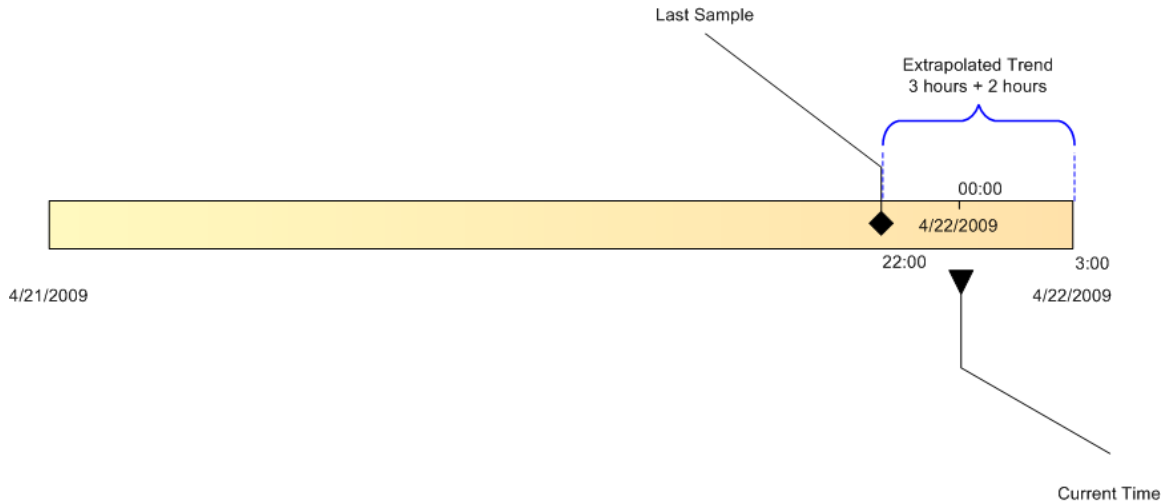 Last Sample
Extrapolated Trend
3 hours + 2 hours
00:00
4/22/2009
22:00
3:00
4/21/2009
4/22/2009
Current Time